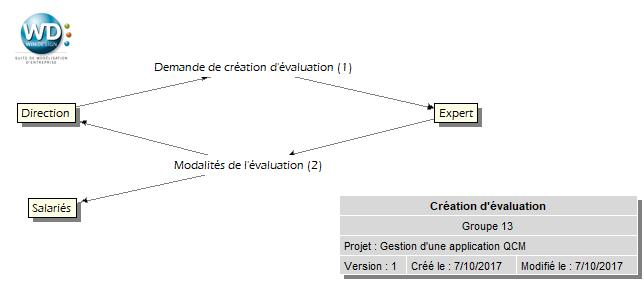 WD
WINDESIGN
SUITE DE MODÉLISATION
D'ENTREPRISE
Demande de création d'évaluation (1)
Direction
Expert
Modalités de l'évaluation (2)
Salariés
Création d'évaluation
Groupe 13
Projet : Gestion d'une application QCM
Version : 1 Créé le : 7/10/2017 Modifié le : 7/10/2017